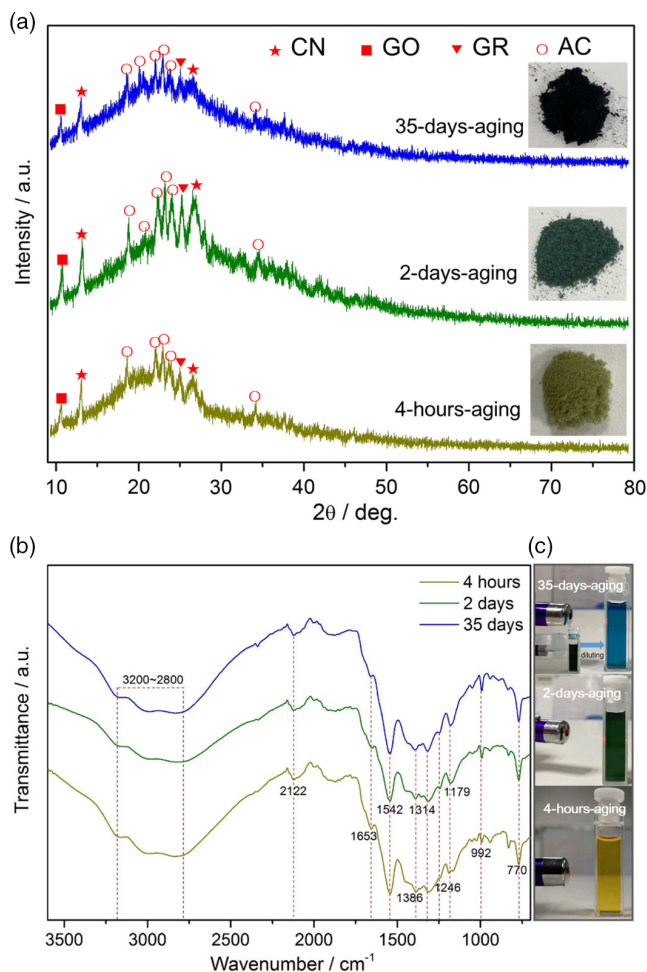 (a)
★ CN ■ GO ▼ GR ○ AC
35-days-aging
2-days-aging
4-hours-aging
Intensity / a.u.
10 20 30 40 50 60 70 80
2θ / deg.
(b)
4 hours
2 days
35 days
3200~2800
2122
1653
1542
1386
1314
1246
1179
992
770
Transmittance / a.u.
3500 3000 2500 2000 1500 1000
Wavenumber / cm⁻¹
(c)
35-days-aging
diluting
2-days-aging
4-hours-aging